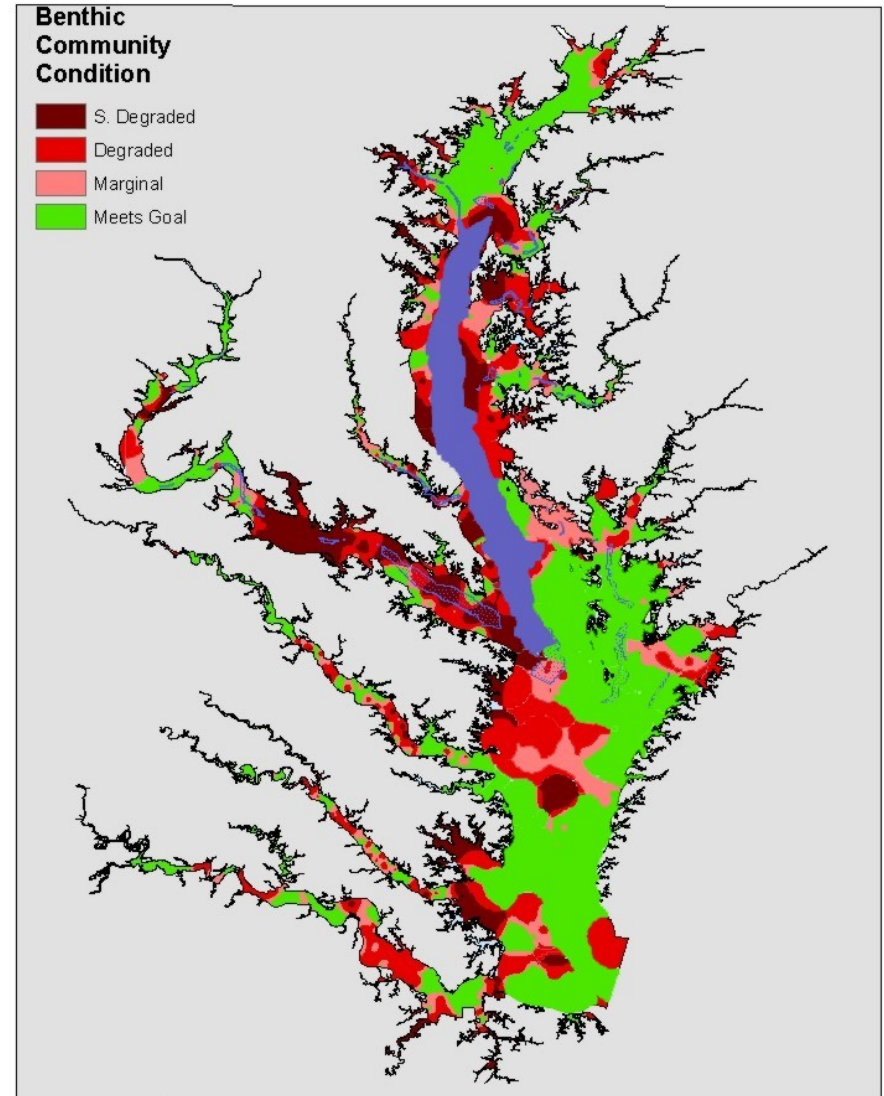 Benthic
Community
Condition
S. Degraded
Degraded
Marginal
Meets Goal